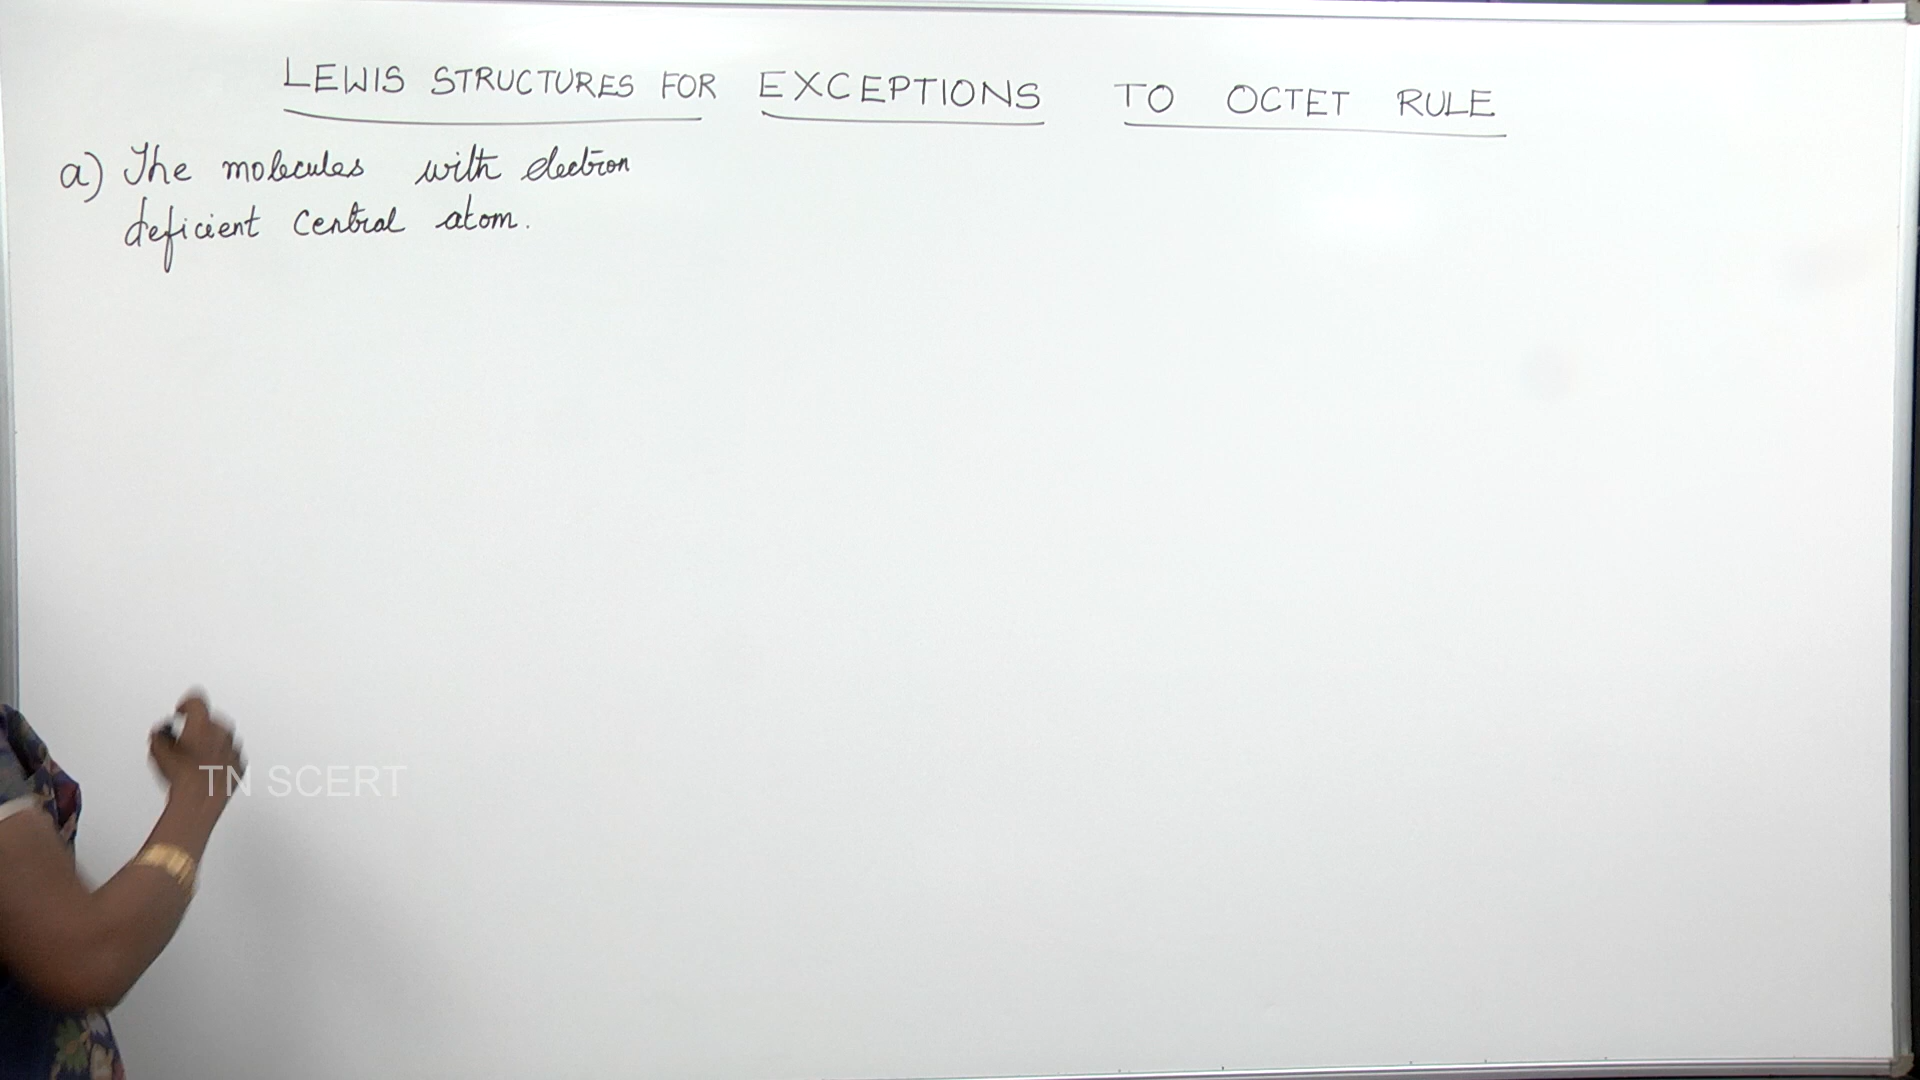 LEWIS STRUCTURES FOR EXCEPTIONS TO OCTET RULE
a) The molecules with electron
deficient central atom.
TN SCERT